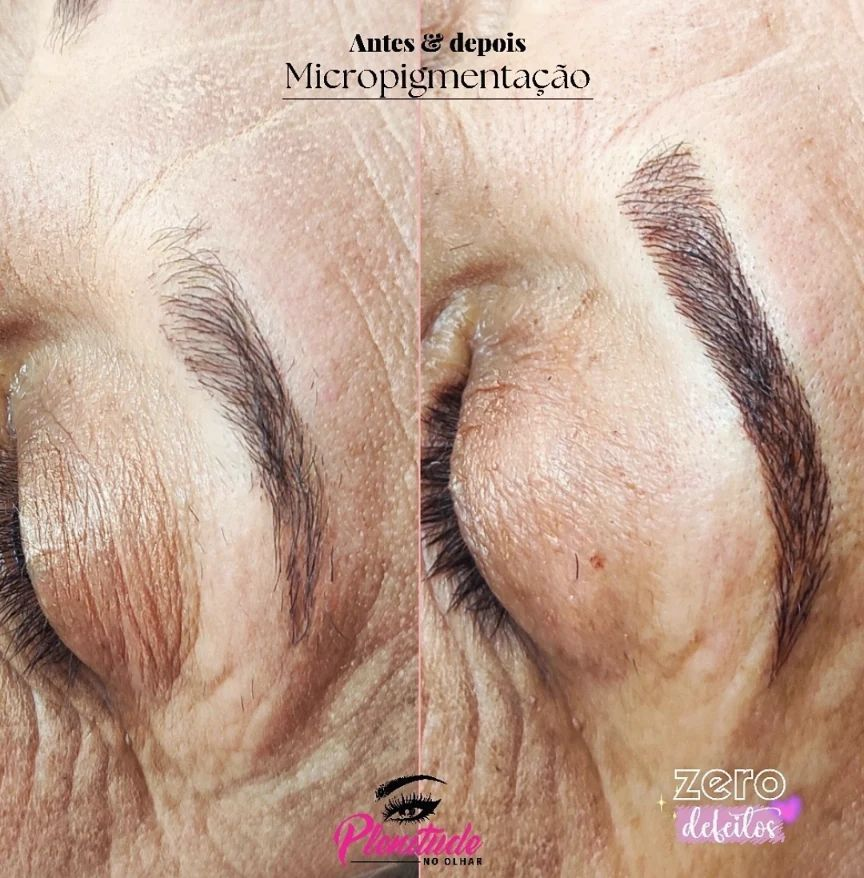 Antes & depois
Micropigmentação
Plenitude
NO OLHAR
zero
defeitos